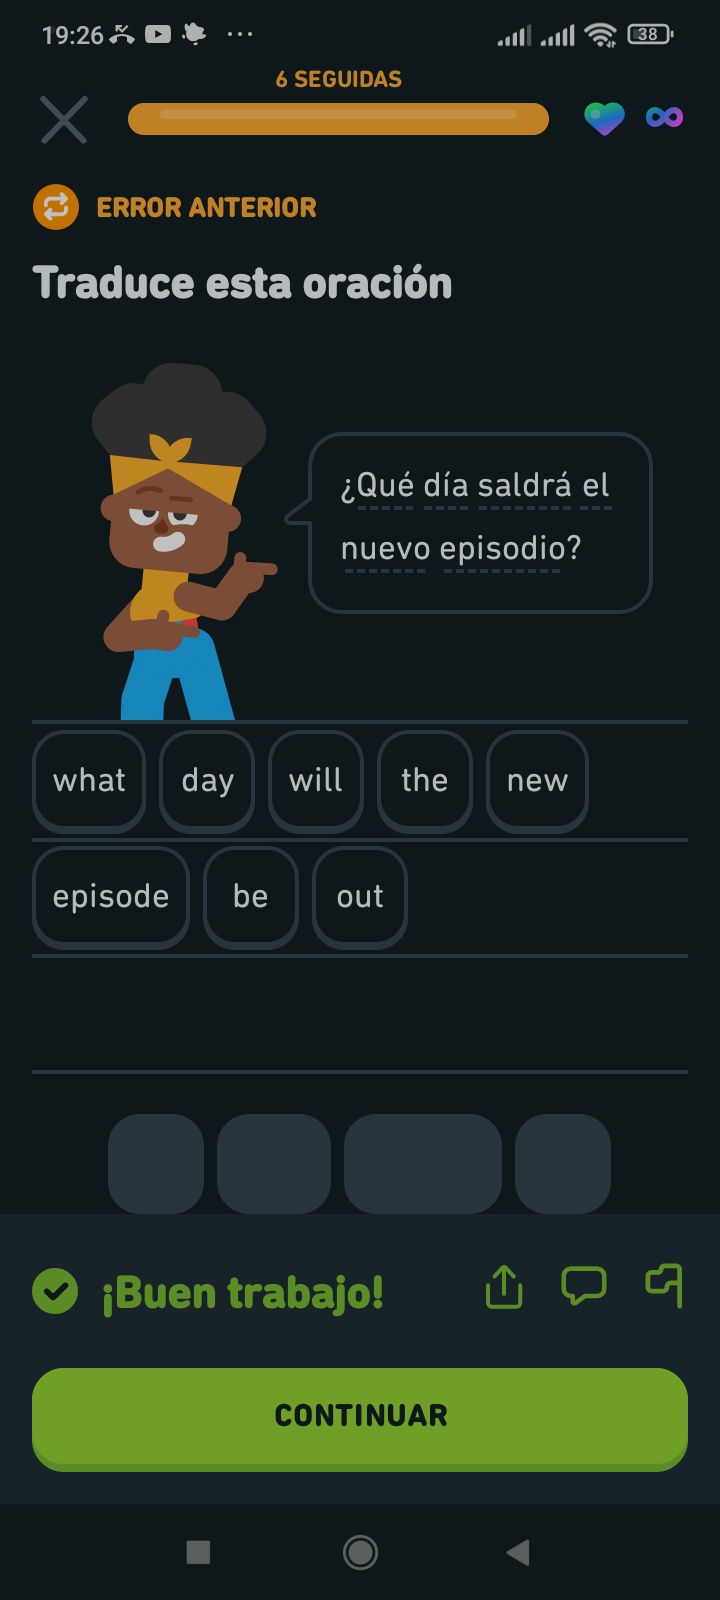 19:26
38
6 SEGUIDAS
ERROR ANTERIOR
Traduce esta oración
¿Qué día saldrá el
nuevo episodio?
what day will the new
episode be out
¡Buen trabajo!
CONTINUAR